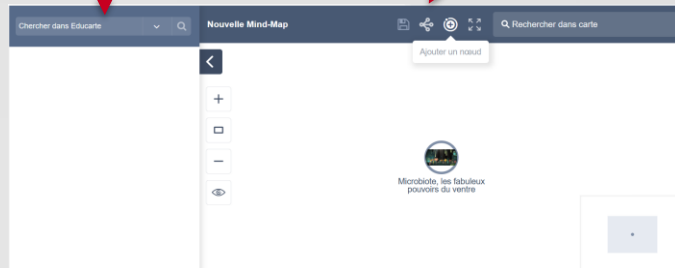 Chercher dans Educarte
Nouvelle Mind-Map
Rechercher dans carte
Ajouter un nœud
Microbiote, les fabuleux
pouvoirs du ventre